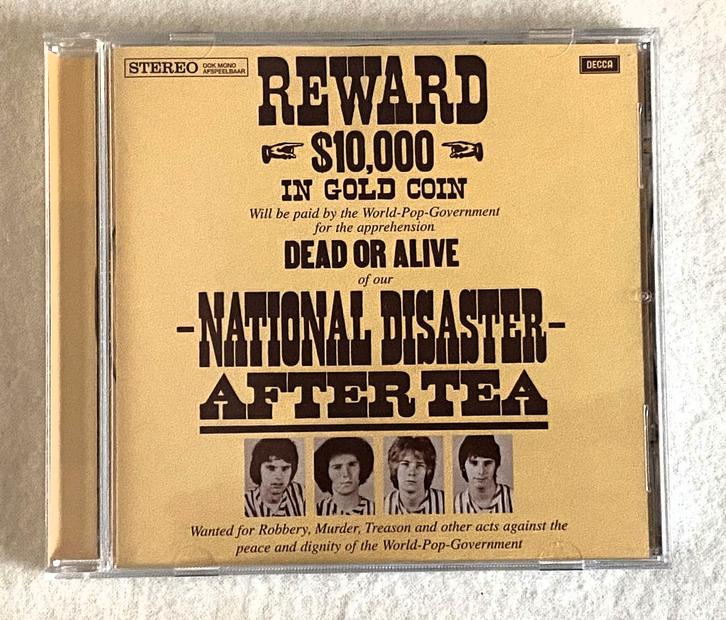 STEREO OOK MONO
AFSPEELBAAR
DECCA
REWARD
$10,000
IN GOLD COIN
Will be paid by the World-Pop-Government
for the apprehension
DEAD OR ALIVE
of our
-NATIONAL DISASTER-
AFTER TEA
Wanted for Robbery, Murder, Treason and other acts against the
peace and dignity of the World-Pop-Government